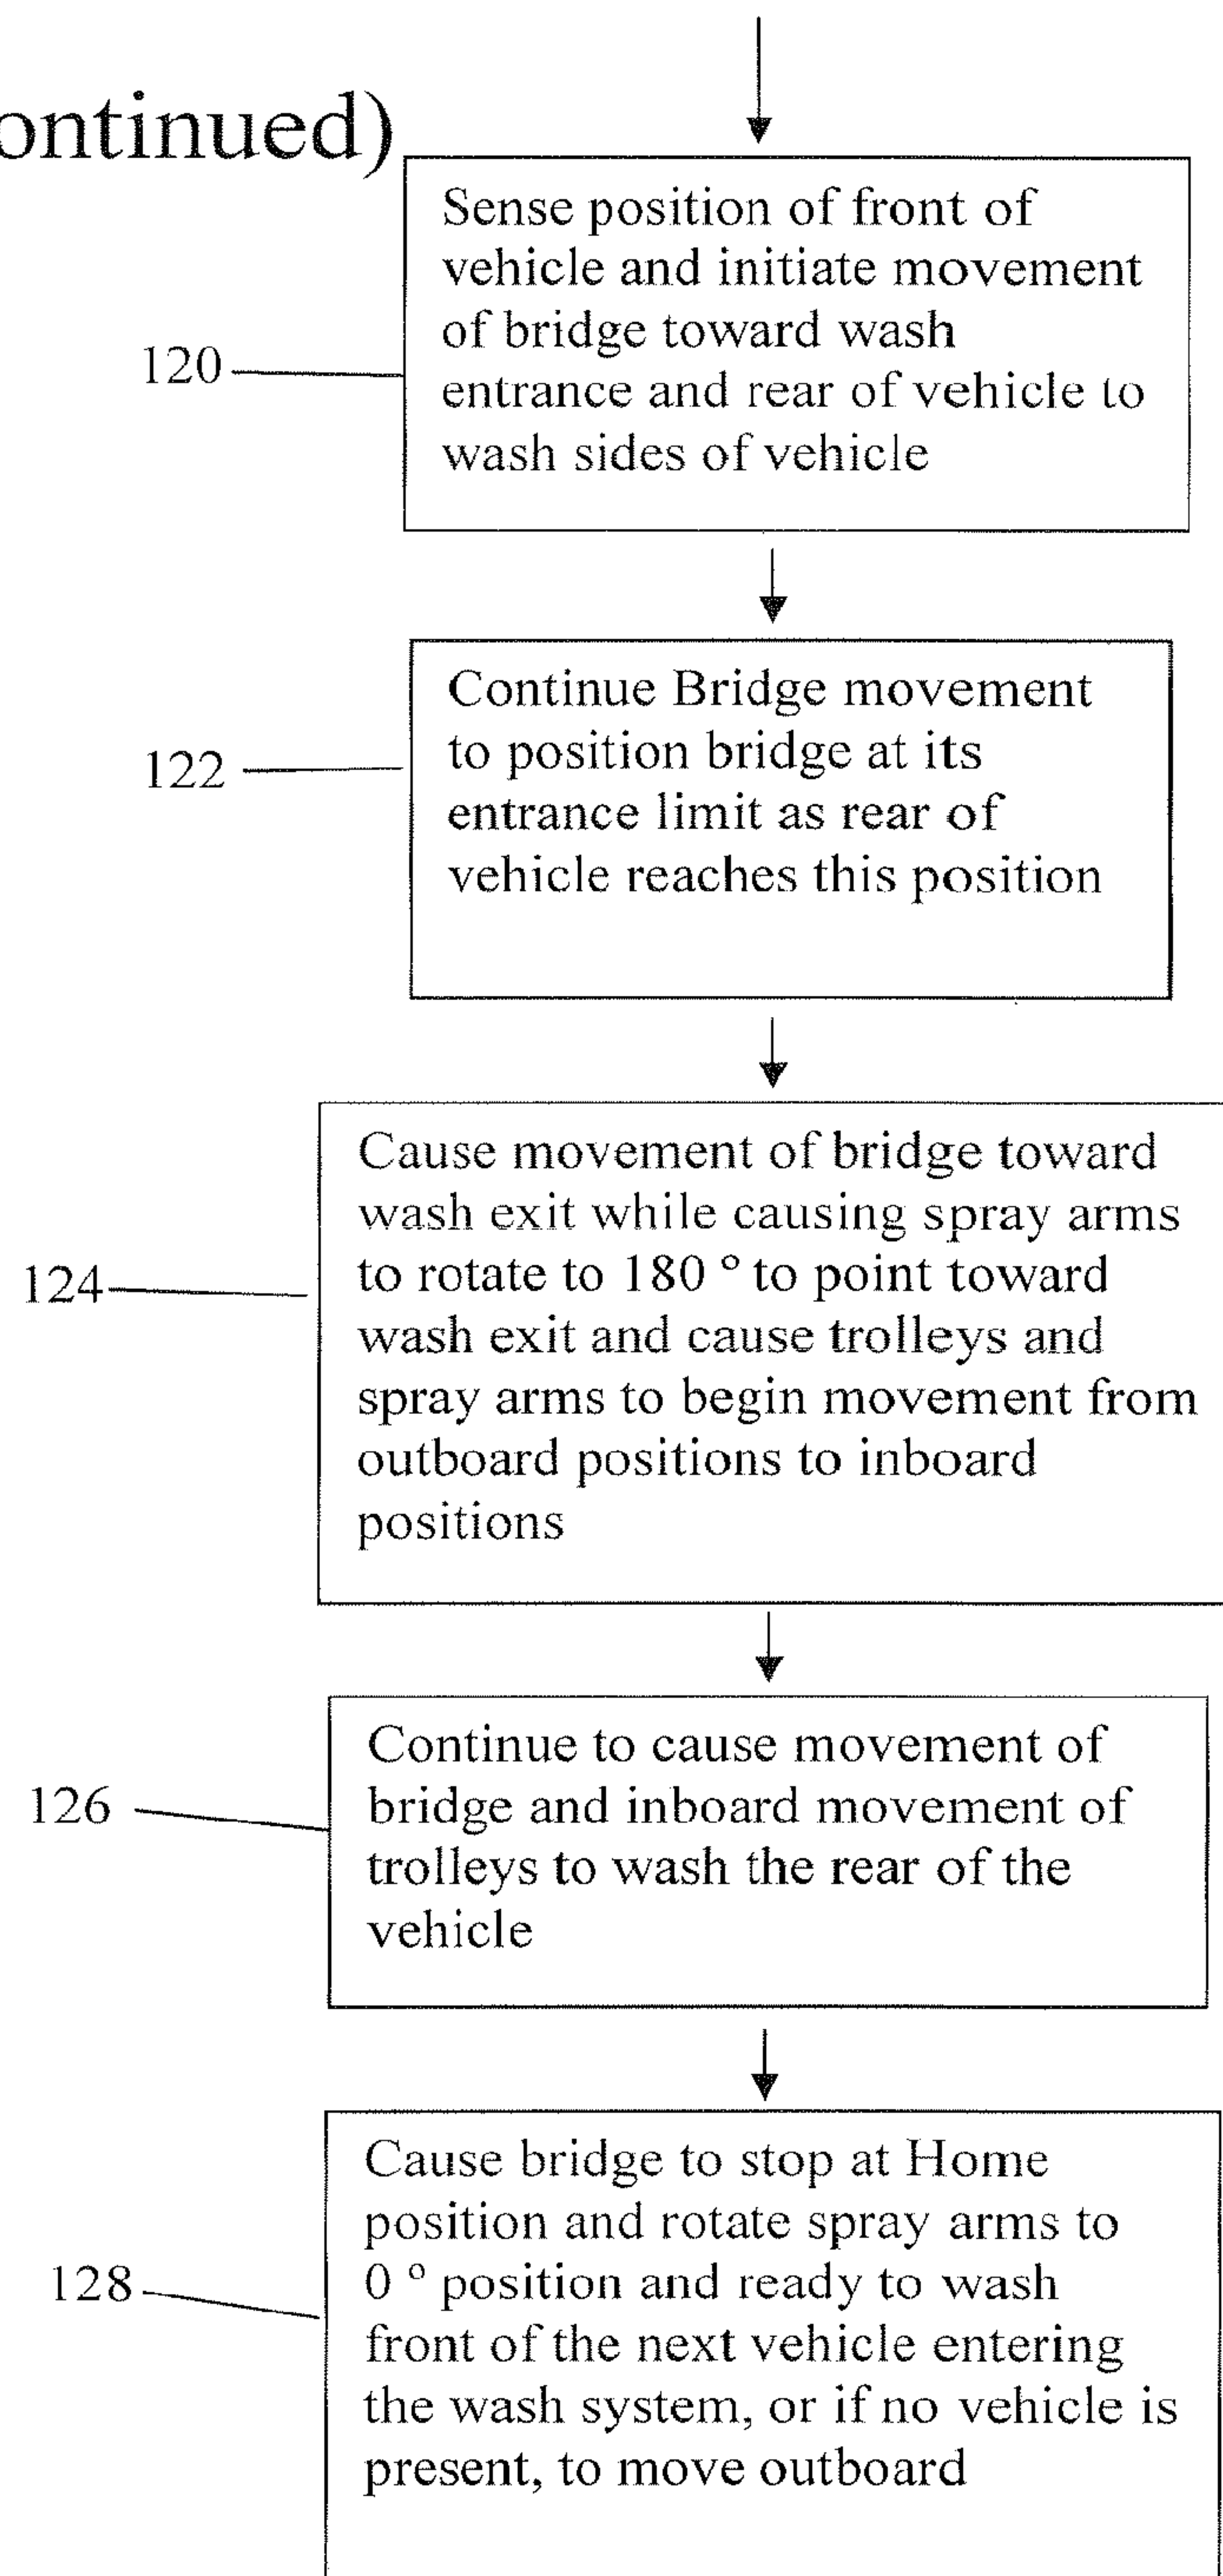 ontinued)
Sense position of front of
vehicle and initiate movement
of bridge toward wash
entrance and rear of vehicle to
wash sides of vehicle
120
Continue Bridge movement
to position bridge at its
entrance limit as rear of
vehicle reaches this position
122
Cause movement of bridge toward
wash exit while causing spray arms
to rotate to 180 ° to point toward
wash exit and cause trolleys and
spray arms to begin movement from
outboard positions to inboard
positions
124
Continue to cause movement of
bridge and inboard movement of
trolleys to wash the rear of the
vehicle
126
Cause bridge to stop at Home
position and rotate spray arms to
0 ° position and ready to wash
front of the next vehicle entering
the wash system, or if no vehicle is
present, to move outboard
128